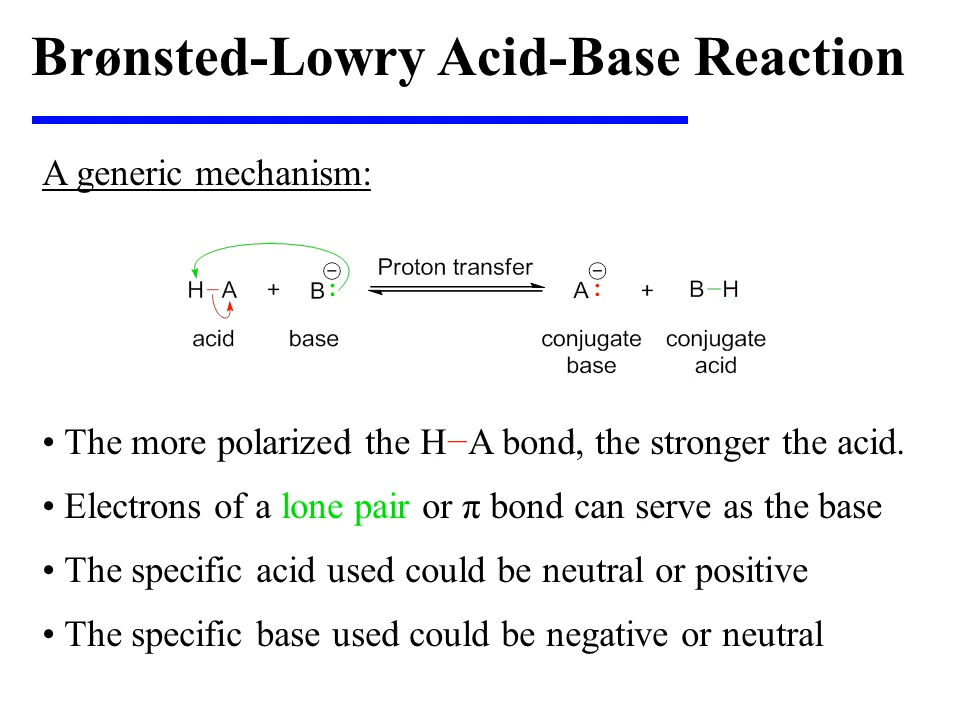 Brønsted-Lowry Acid-Base Reaction
A generic mechanism:
H–A + B:⊖ Proton transfer A:⊖ + B–H
acid base conjugate base conjugate acid
• The more polarized the H−A bond, the stronger the acid.
• Electrons of a lone pair or π bond can serve as the base
• The specific acid used could be neutral or positive
• The specific base used could be negative or neutral